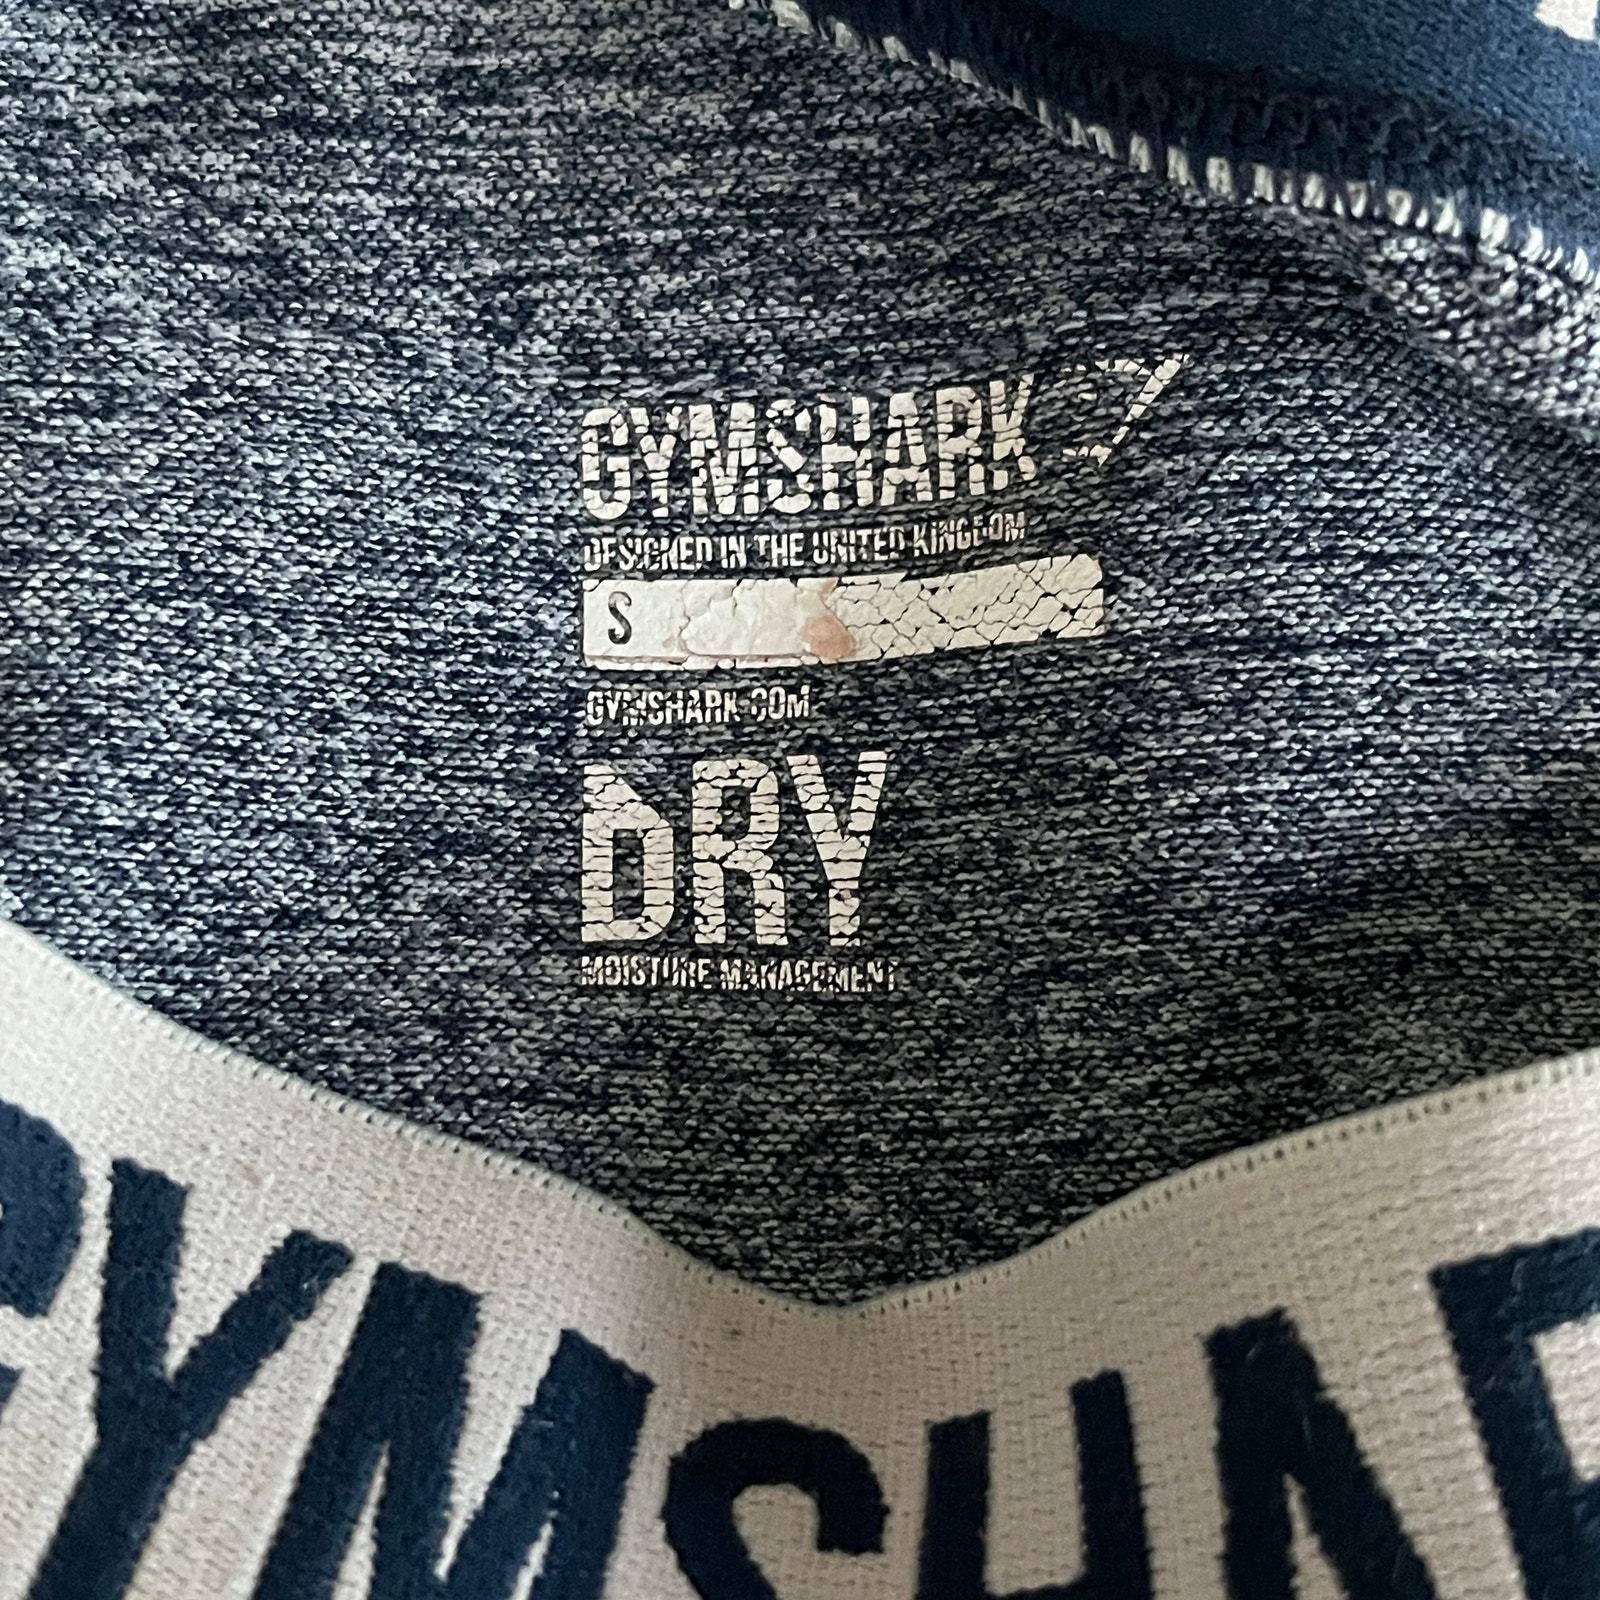 GYMSHARK
DESIGNED IN THE UNITED KINGDOM
S
GYMSHARK.COM
DRY
MOISTURE MANAGEMENT
GYMSHAR